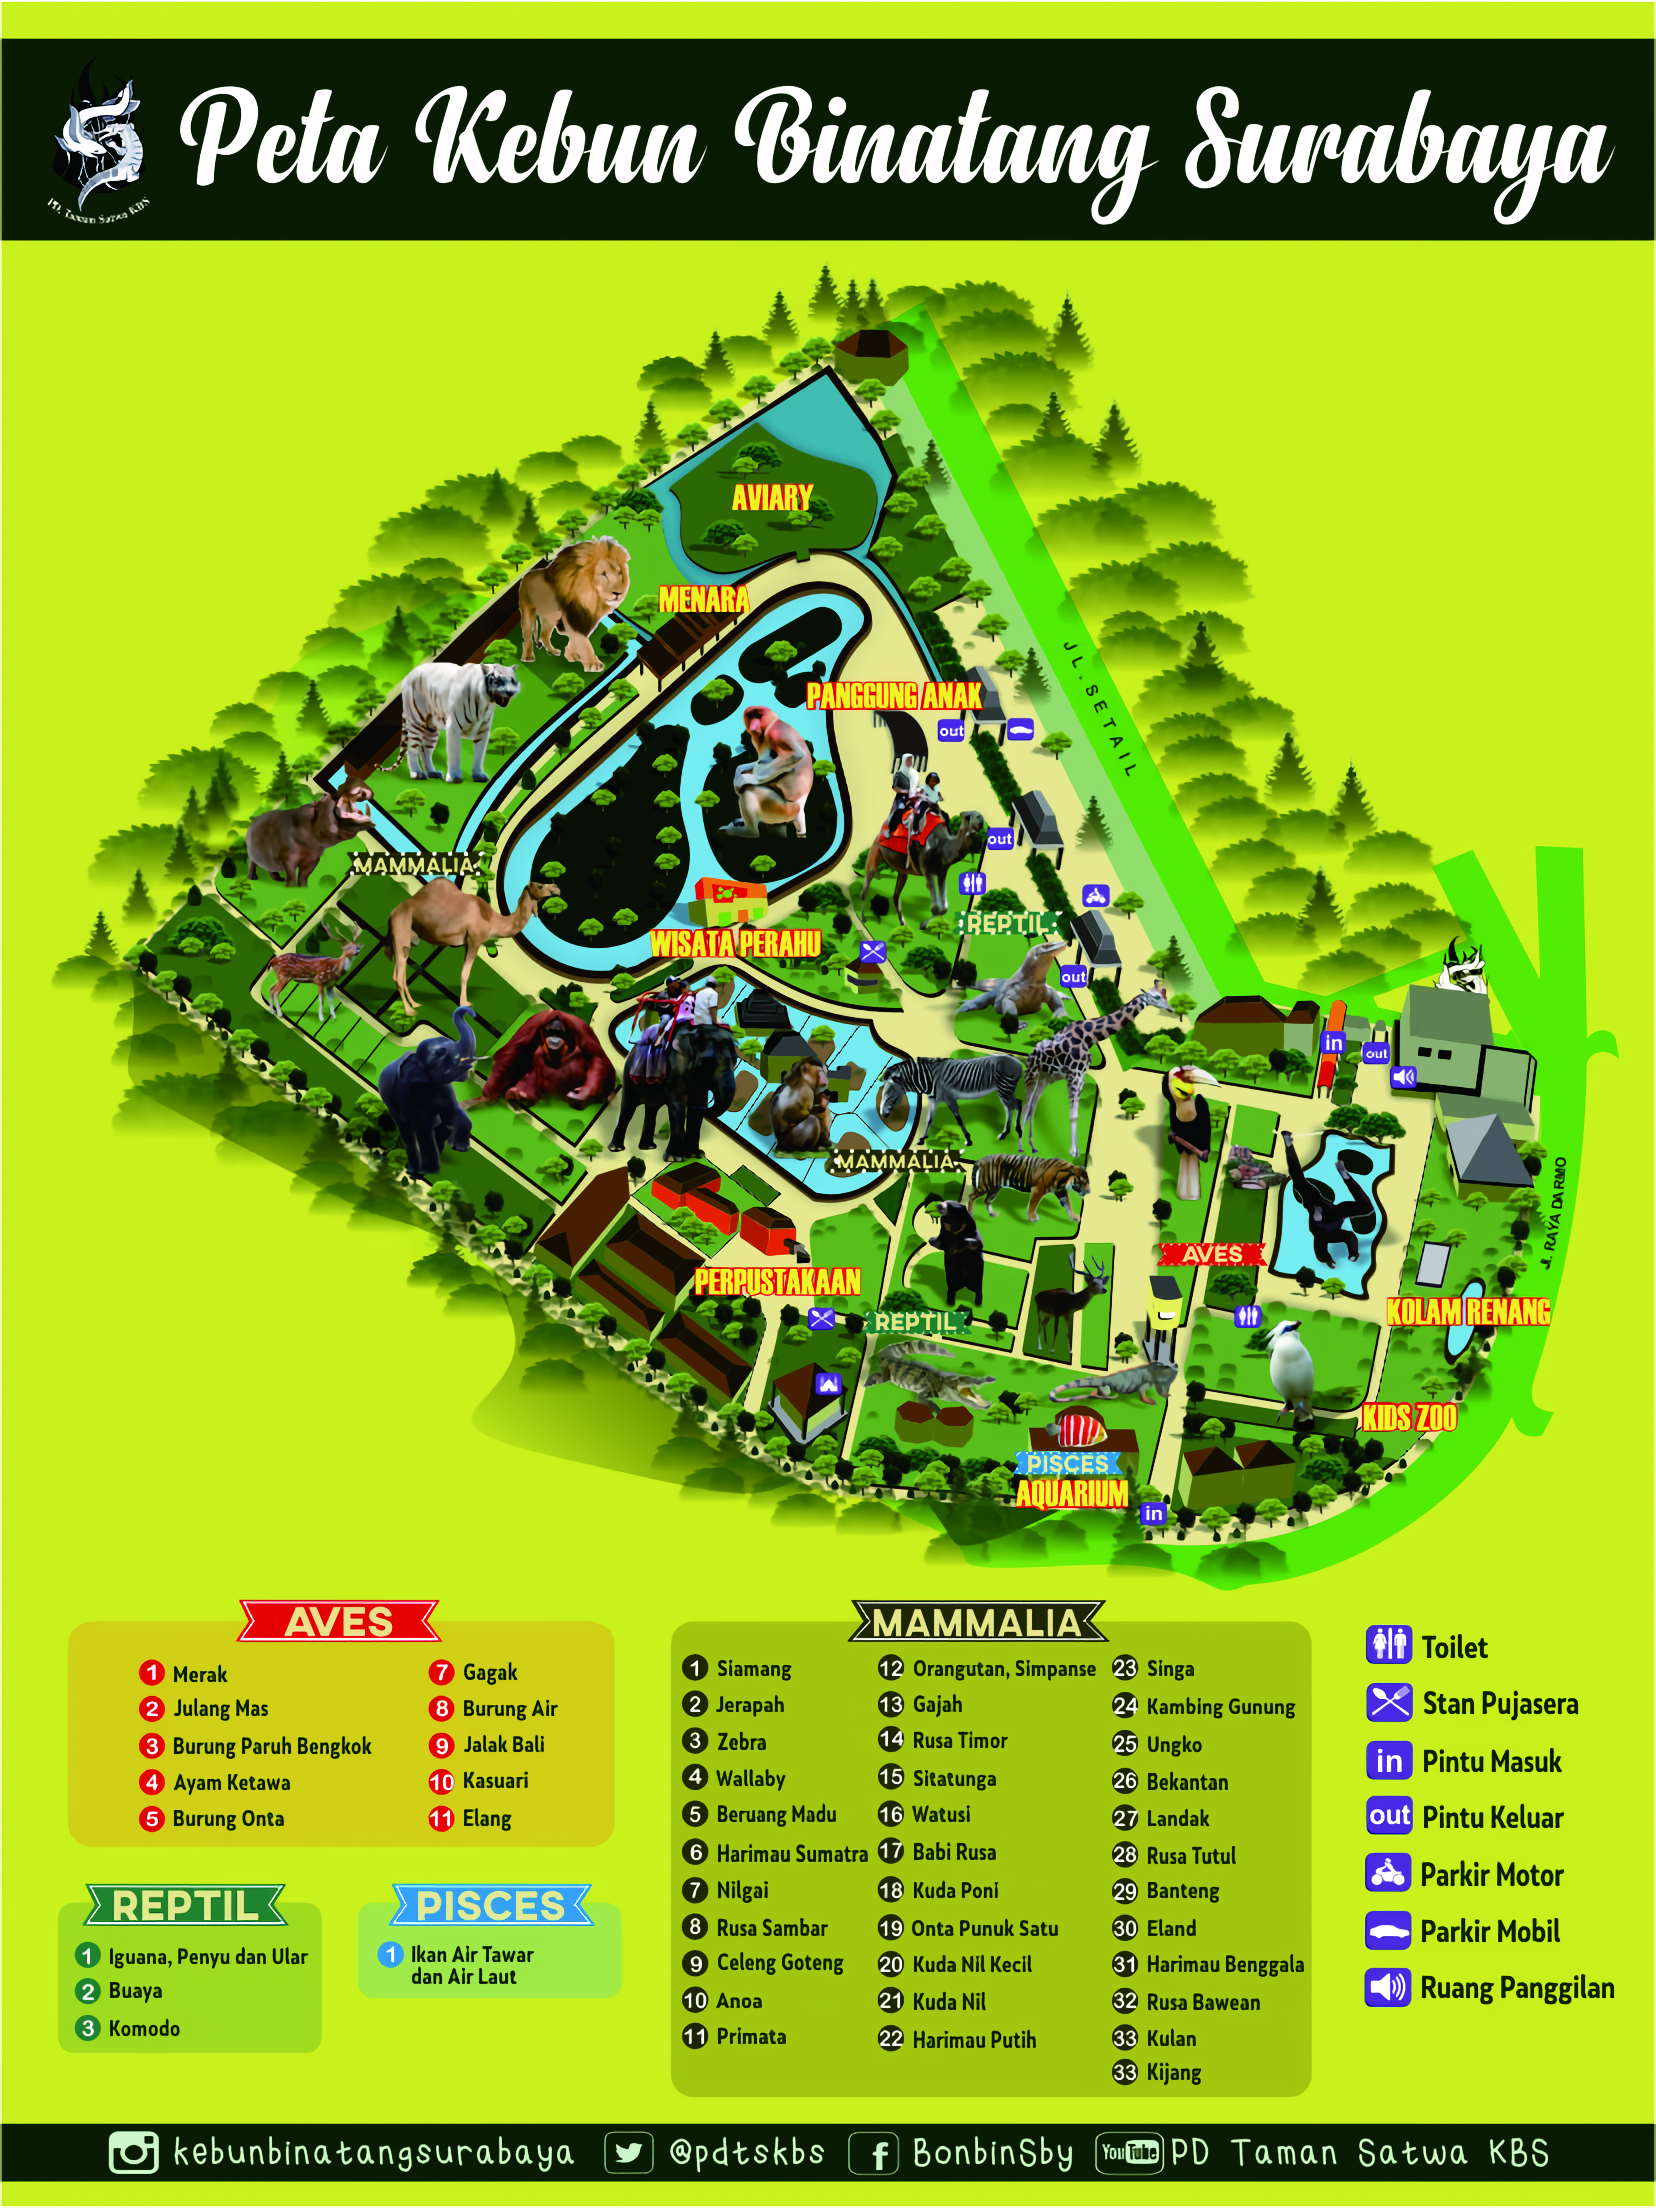 PD. Taman Satwa KBS
Peta Kebun Binatang Surabaya
AVIARY
MENARA
JL. SETAIL
PANGGUNG ANAK
out
out
MAMMALIA
REPTIL
WISATA PERAHU
out
in
out
MAMMALIA
JL. RAYA DARMO
AVES
PERPUSTAKAAN
REPTIL
KOLAM RENANG
KIDS ZOO
PISCES
AQUARIUM
in
AVES
1 Merak
2 Julang Mas
3 Burung Paruh Bengkok
4 Ayam Ketawa
5 Burung Onta
7 Gagak
8 Burung Air
9 Jalak Bali
10 Kasuari
11 Elang
REPTIL
1 Iguana, Penyu dan Ular
2 Buaya
3 Komodo
PISCES
1 Ikan Air Tawar
dan Air Laut
MAMMALIA
1 Siamang
2 Jerapah
3 Zebra
4 Wallaby
5 Beruang Madu
6 Harimau Sumatra
7 Nilgai
8 Rusa Sambar
9 Celeng Goteng
10 Anoa
11 Primata
12 Orangutan, Simpanse
13 Gajah
14 Rusa Timor
15 Sitatunga
16 Watusi
17 Babi Rusa
18 Kuda Poni
19 Onta Punuk Satu
20 Kuda Nil Kecil
21 Kuda Nil
22 Harimau Putih
23 Singa
24 Kambing Gunung
25 Ungko
26 Bekantan
27 Landak
28 Rusa Tutul
29 Banteng
30 Eland
31 Harimau Benggala
32 Rusa Bawean
33 Kulan
33 Kijang
Toilet
Stan Pujasera
in Pintu Masuk
out Pintu Keluar
Parkir Motor
Parkir Mobil
Ruang Panggilan
kebunbinatangsurabaya @pdtskbs f BonbinSby YouTube PD Taman Satwa KBS